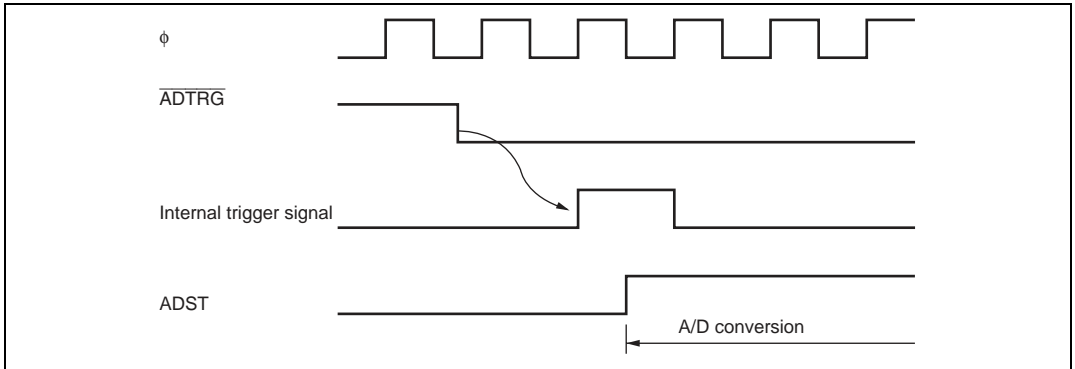 ϕ
ADTRG
Internal trigger signal
ADST
A/D conversion